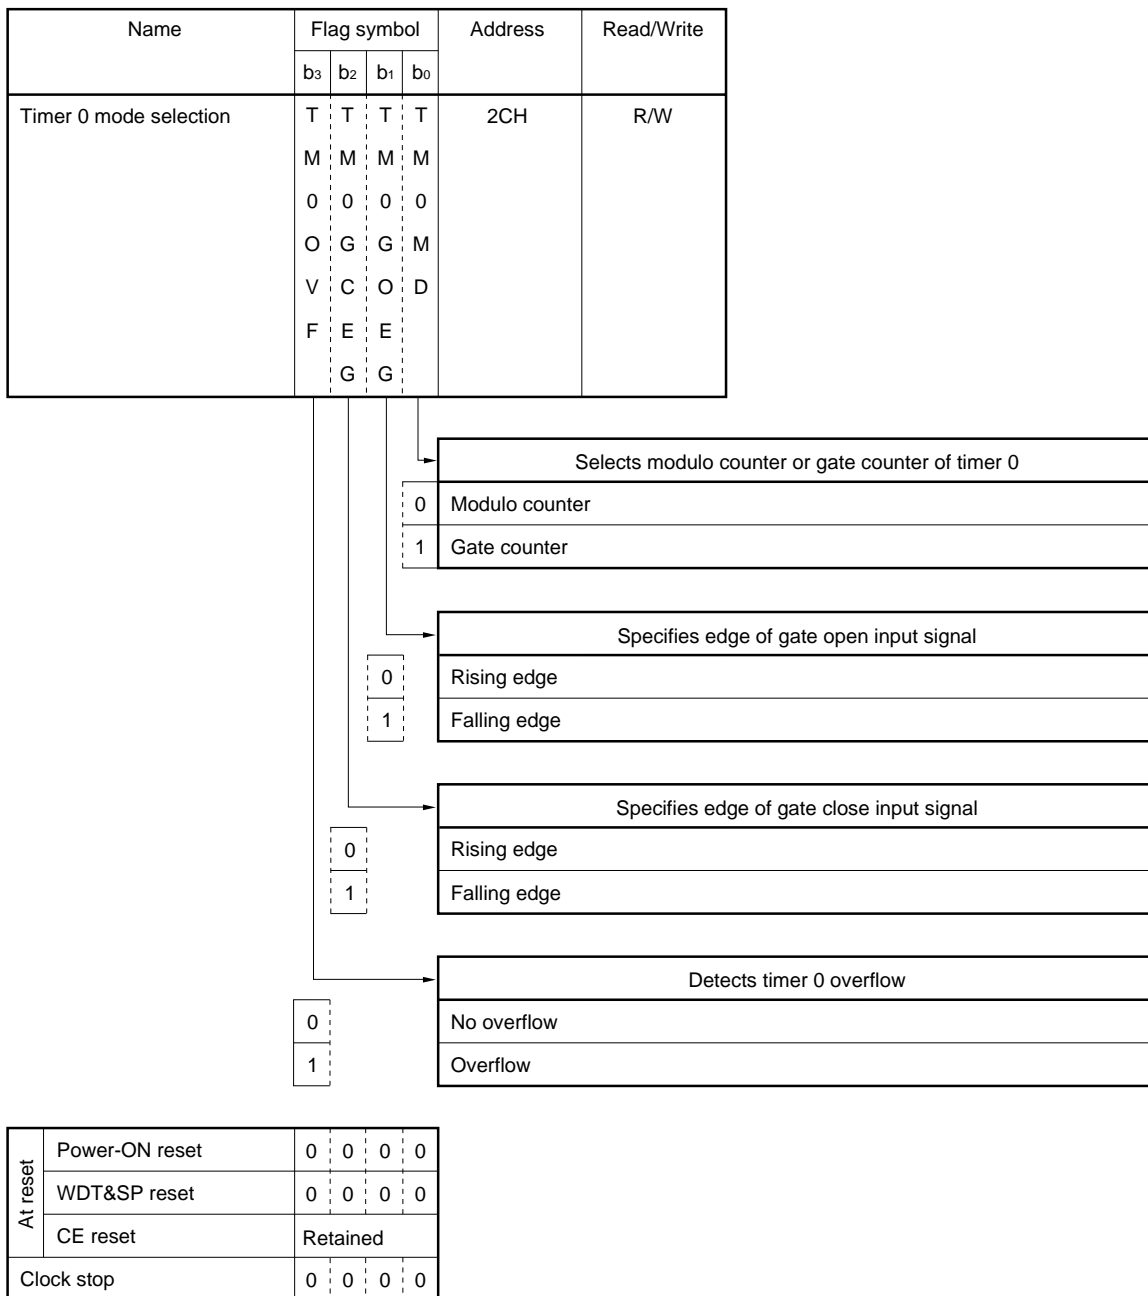 Name Flag symbol Address Read/Write
b3 b2 b1 b0
Timer 0 mode selection T T T T 2CH R/W
M M M M
0 0 0 0
O G G M
V C O D
F E E
G G
Selects modulo counter or gate counter of timer 0
0 Modulo counter
1 Gate counter
Specifies edge of gate open input signal
0 Rising edge
1 Falling edge
Specifies edge of gate close input signal
0 Rising edge
1 Falling edge
Detects timer 0 overflow
0 No overflow
1 Overflow
At reset
Power-ON reset 0 0 0 0
WDT&SP reset 0 0 0 0
CE reset Retained
Clock stop 0 0 0 0